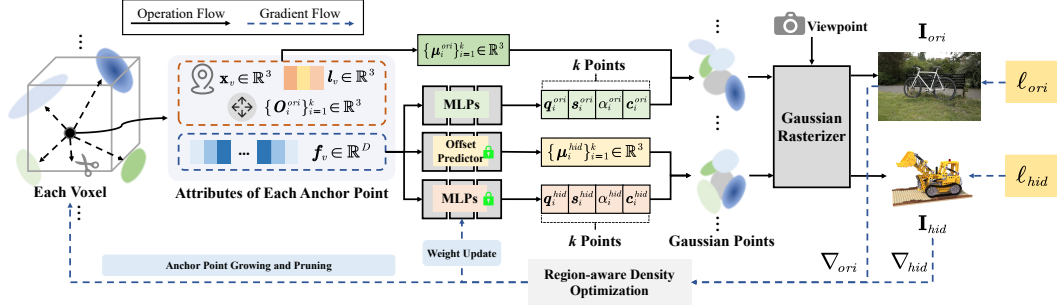 Operation Flow
Gradient Flow
Viewpoint
I_ori
{μ_i^ori}_{i=1}^k ∈ ℝ^3
x_v ∈ ℝ^3
l_v ∈ ℝ^3
{O_i^ori}_{i=1}^k ∈ ℝ^3
f_v ∈ ℝ^D
...
Each Voxel
Attributes of Each Anchor Point
k Points
MLPs
q_i^ori s_i^ori α_i^ori c_i^ori
Offset
Predictor
{μ_i^hid}_{i=1}^k ∈ ℝ^3
MLPs
q_i^hid s_i^hid α_i^hid c_i^hid
k Points
Gaussian Points
Gaussian
Rasterizer
ℓ_ori
ℓ_hid
I_hid
Weight Update
Anchor Point Growing and Pruning
Region-aware Density
Optimization
∇_ori
∇_hid